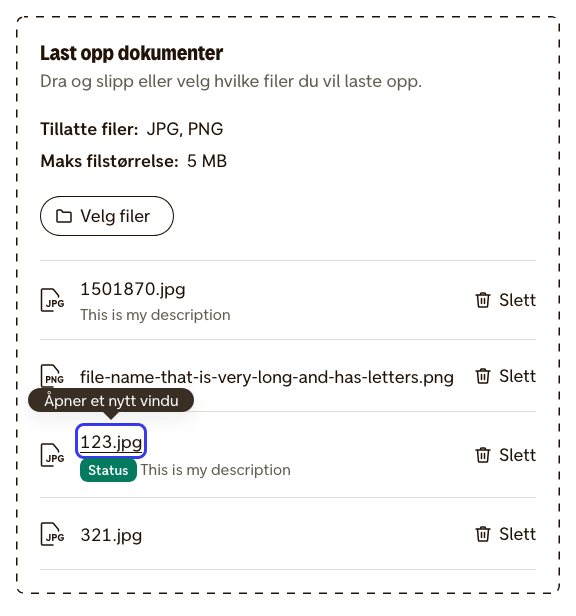 Last opp dokumenter
Dra og slipp eller velg hvilke filer du vil laste opp.
Tillatte filer: JPG, PNG
Maks filstørrelse: 5 MB
Velg filer
JPG 1501870.jpg Slett
This is my description
PNG file-name-that-is-very-long-and-has-letters.png Slett
Åpner et nytt vindu
JPG 123.jpg Slett
Status This is my description
JPG 321.jpg Slett